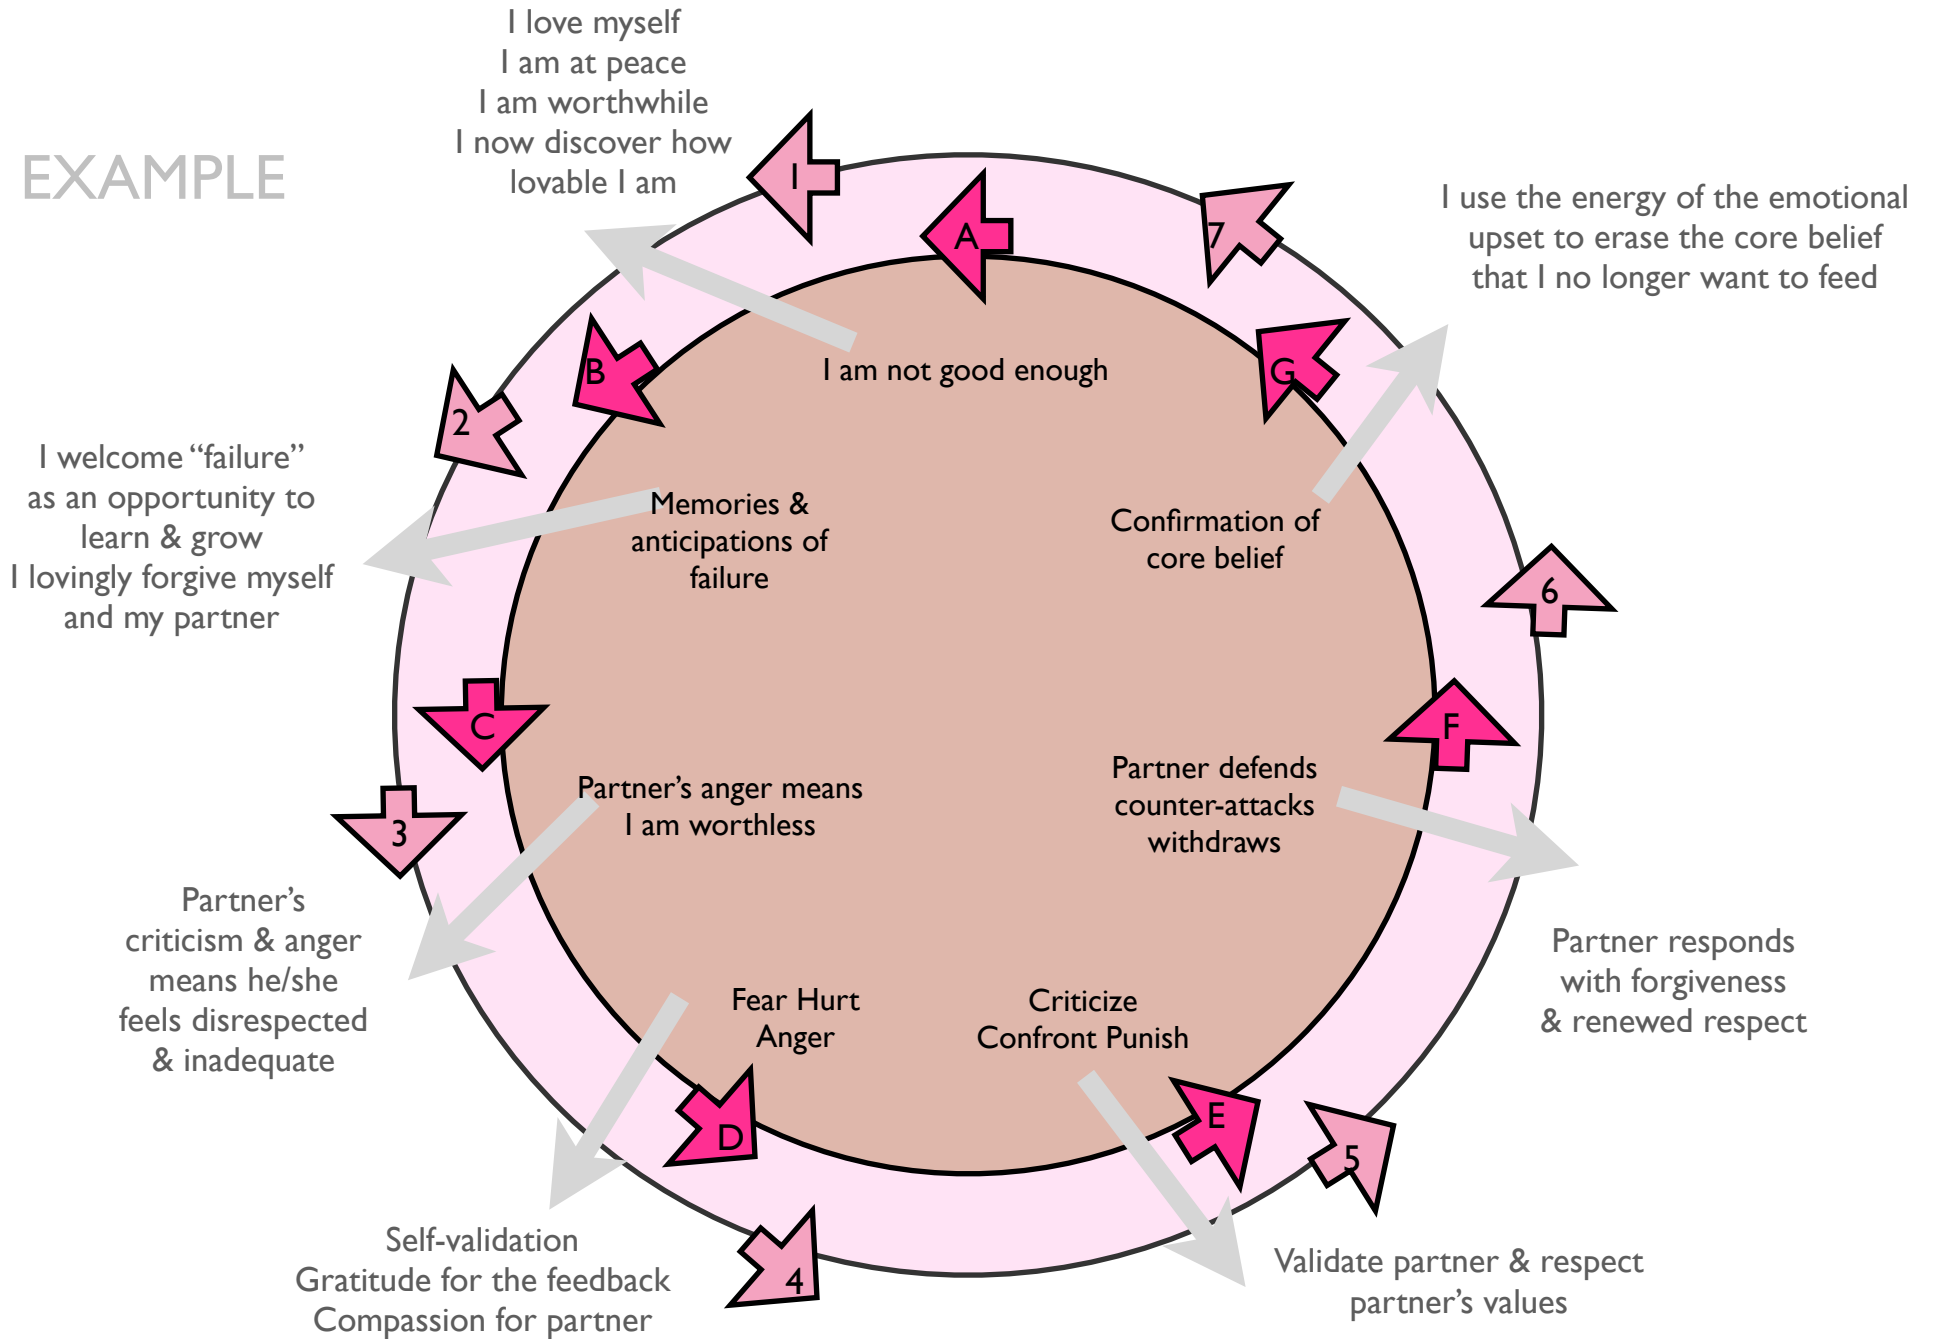 EXAMPLE
I love myself
I am at peace
I am worthwhile
I now discover how
lovable I am
1
A
7
I use the energy of the emotional
upset to erase the core belief
that I no longer want to feed
B
G
I am not good enough
2
I welcome “failure”
as an opportunity to
learn & grow
I lovingly forgive myself
and my partner
Memories &
anticipations of
failure
Confirmation of
core belief
6
C
F
Partner’s anger means
I am worthless
Partner defends
counter-attacks
withdraws
3
Partner’s
criticism & anger
means he/she
feels disrespected
& inadequate
Partner responds
with forgiveness
& renewed respect
Fear Hurt
Anger
Criticize
Confront Punish
D
E
5
4
Self-validation
Gratitude for the feedback
Compassion for partner
Validate partner & respect
partner’s values